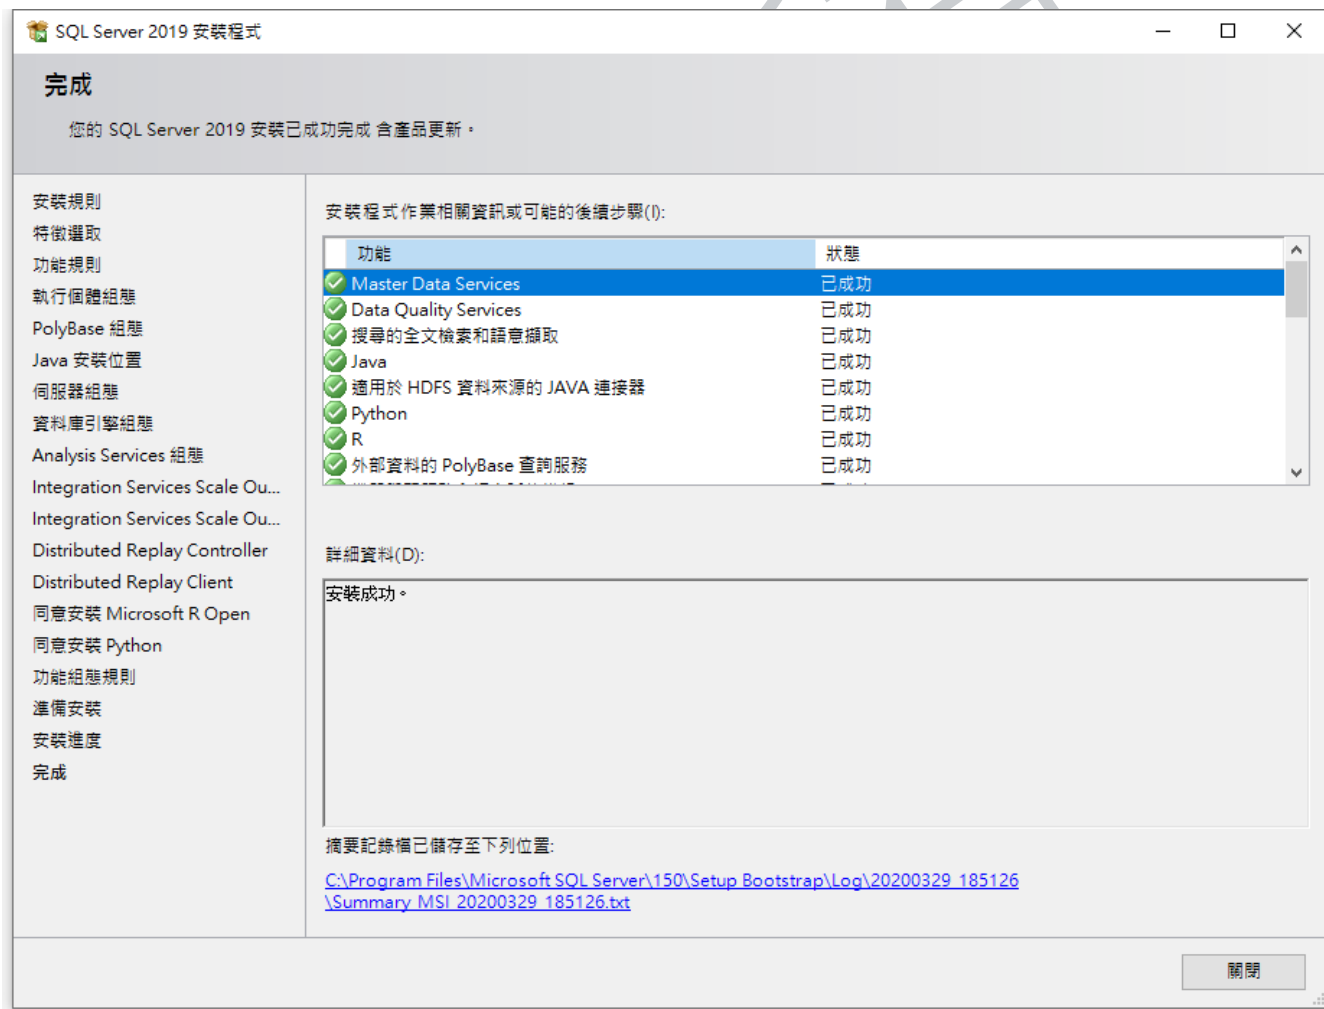 SQL Server 2019 安裝程式
完成
您的 SQL Server 2019 安裝已成功完成 含產品更新。
安裝規則
特徵選取
功能規則
執行個體組態
PolyBase 組態
Java 安裝位置
伺服器組態
資料庫引擎組態
Analysis Services 組態
Integration Services Scale Ou...
Integration Services Scale Ou...
Distributed Replay Controller
Distributed Replay Client
同意安裝 Microsoft R Open
同意安裝 Python
功能組態規則
準備安裝
安裝進度
完成
安裝程式作業相關資訊或可能的後續步驟(I):
功能 狀態
Master Data Services 已成功
Data Quality Services 已成功
搜尋的全文檢索和語意擷取 已成功
Java 已成功
適用於 HDFS 資料來源的 JAVA 連接器 已成功
Python 已成功
R 已成功
外部資料的 PolyBase 查詢服務 已成功
詳細資料(D):
安裝成功。
摘要記錄檔已儲存至下列位置:
C:\Program Files\Microsoft SQL Server\150\Setup Bootstrap\Log\20200329_185126
\Summary_MSI_20200329_185126.txt
關閉